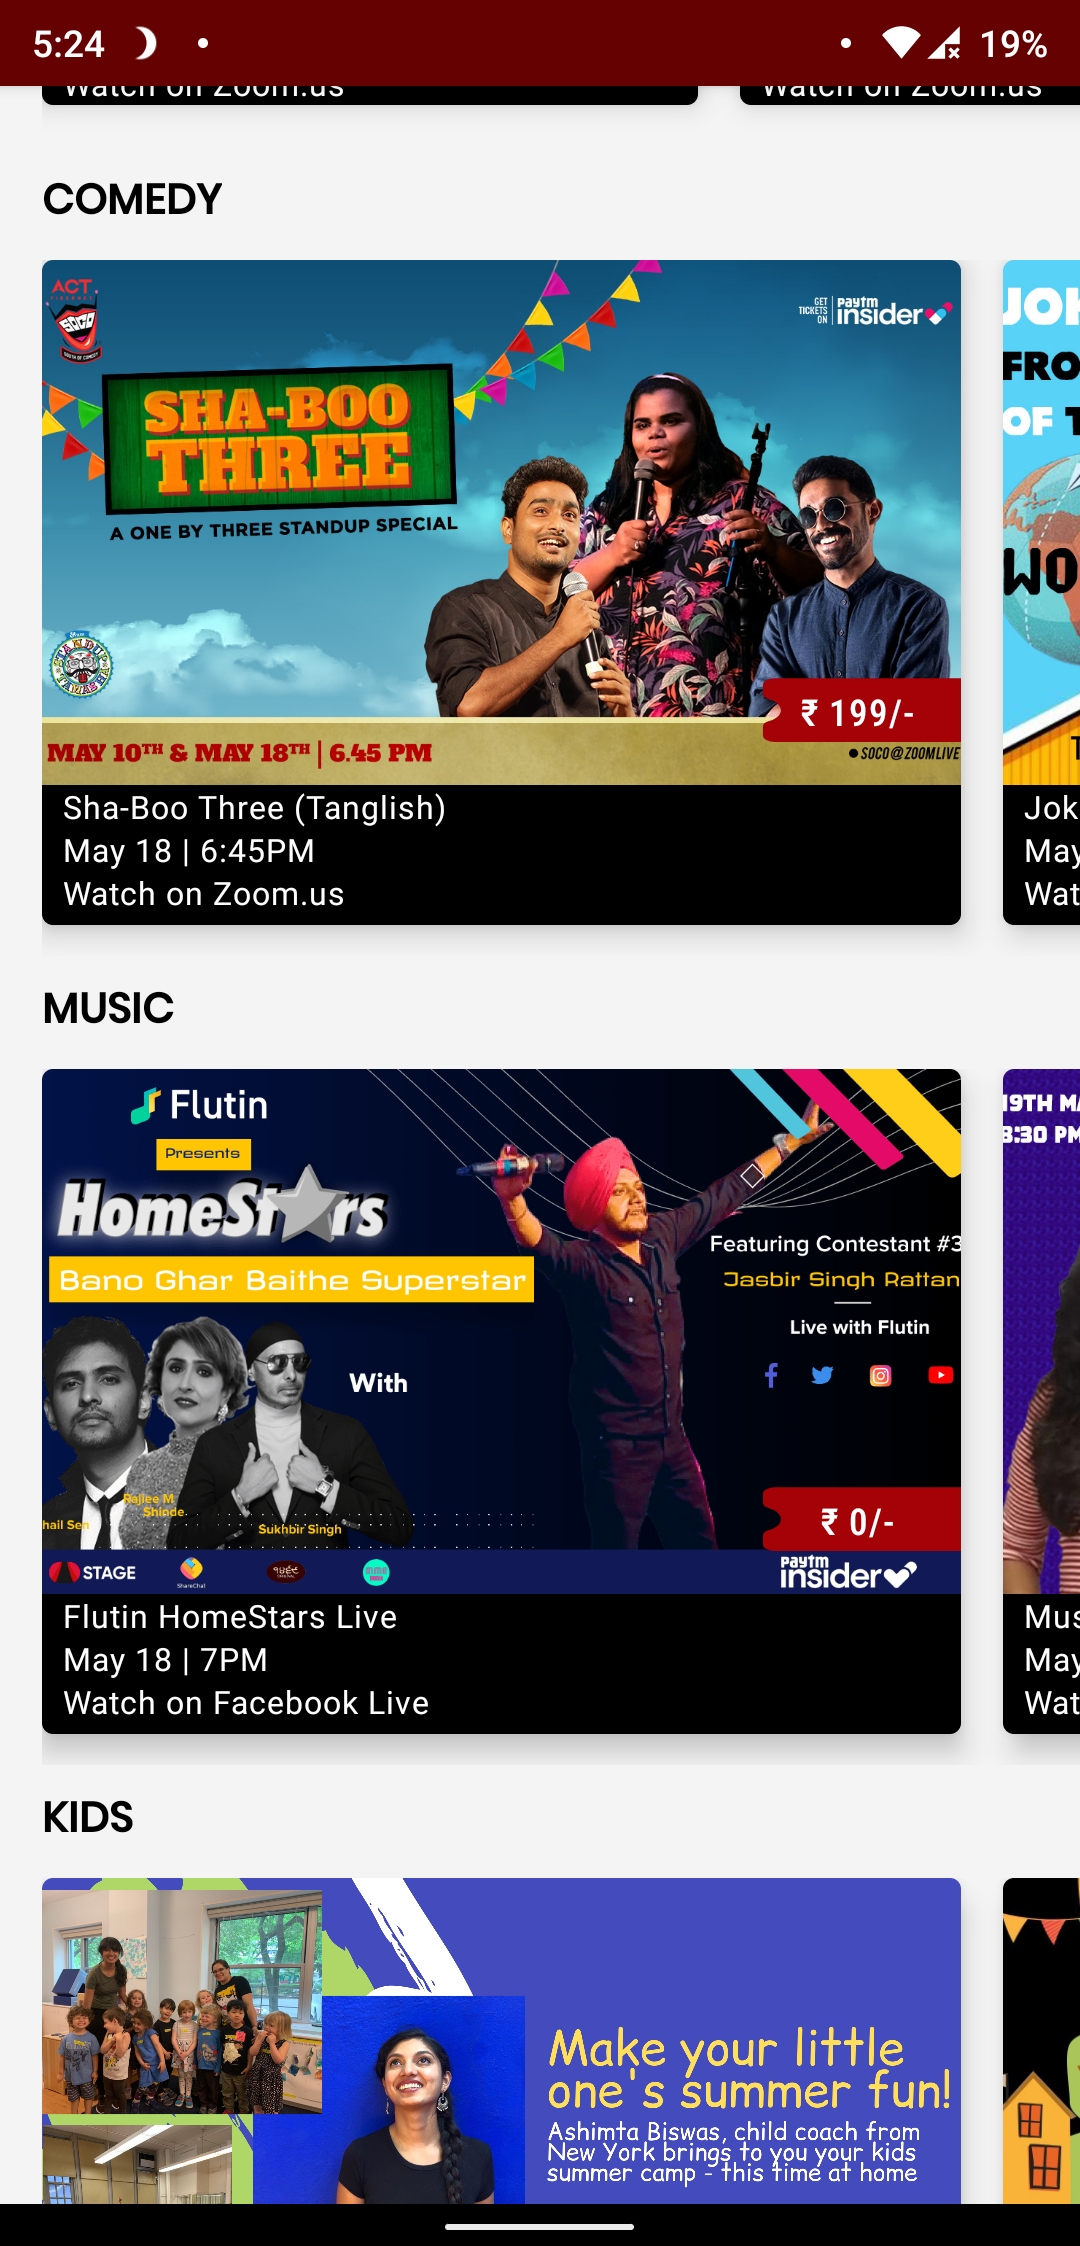 5:24
19%
Watch on Zoom.us
Watch on Zoom.us
COMEDY
ACT
SOCO
SOUTH OF COMEDY
GET TICKETS ON
paytm
insider
SHA-BOO
THREE
A ONE BY THREE STANDUP SPECIAL
STANDUP
MAY 10TH & MAY 18TH | 6.45 PM
₹ 199/-
SOCO@ZOOMLIVE
Sha-Boo Three (Tanglish)
May 18 | 6:45PM
Watch on Zoom.us
JOK
FRO
OF T
WO
T
Jok
May
Wat
MUSIC
Flutin
Presents
HomeStars
Bano Ghar Baithe Superstar
With
Featuring Contestant #3
Jasbir Singh Rattan
Live with Flutin
Rajlee M
Shinde
hail Sen
Sukhbir Singh
₹ 0/-
STAGE
ShareChat
paytm
insider
Flutin HomeStars Live
May 18 | 7PM
Watch on Facebook Live
19TH MA
8:30 PM
Mus
May
Wat
KIDS
Make your little
one's summer fun!
Ashimta Biswas, child coach from
New York brings to you your kids
summer camp - this time at home